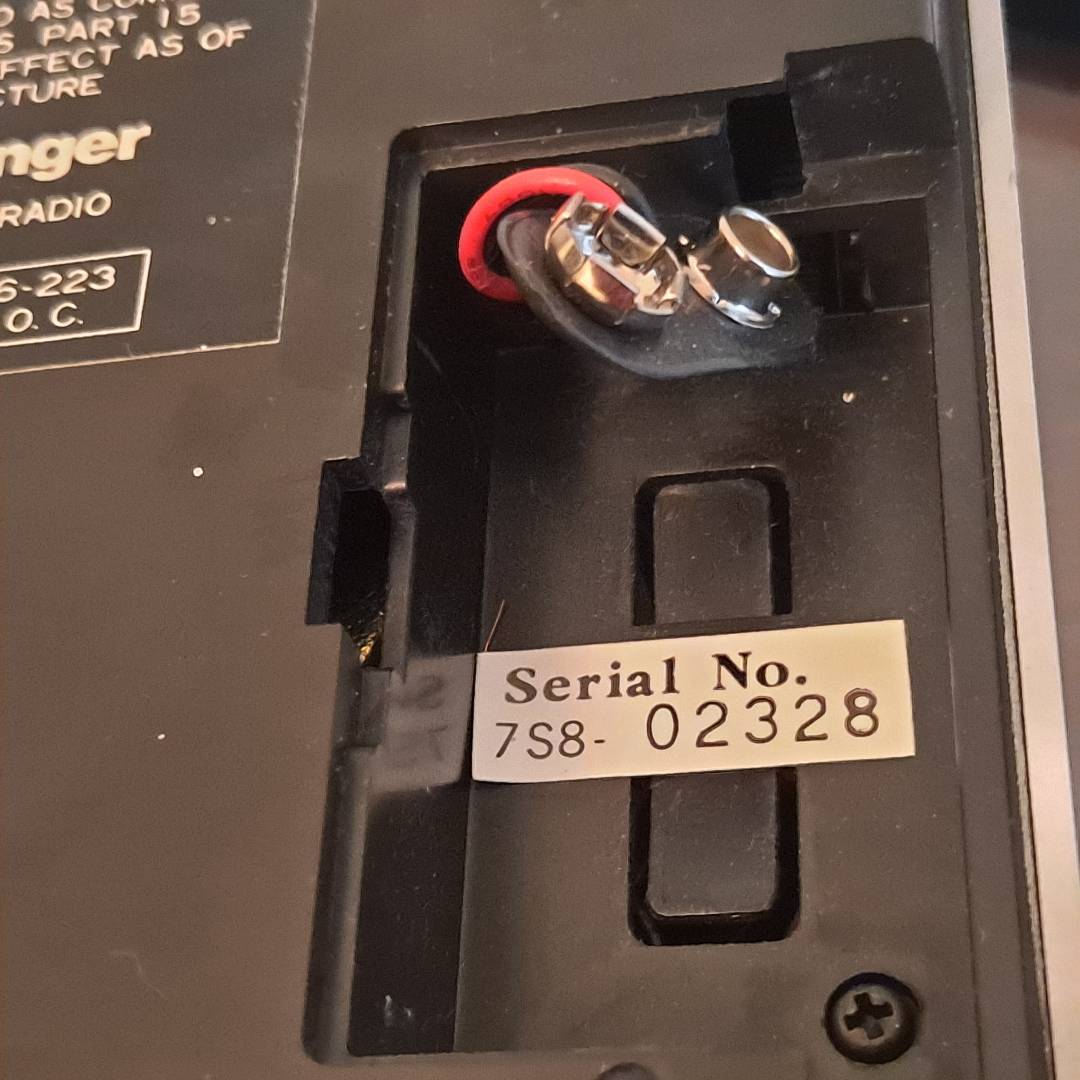 D AS COM
S PART 15
FFECT AS OF
CTURE
nger
RADIO
6-223
O. C.
Serial No.
7S8- 02328